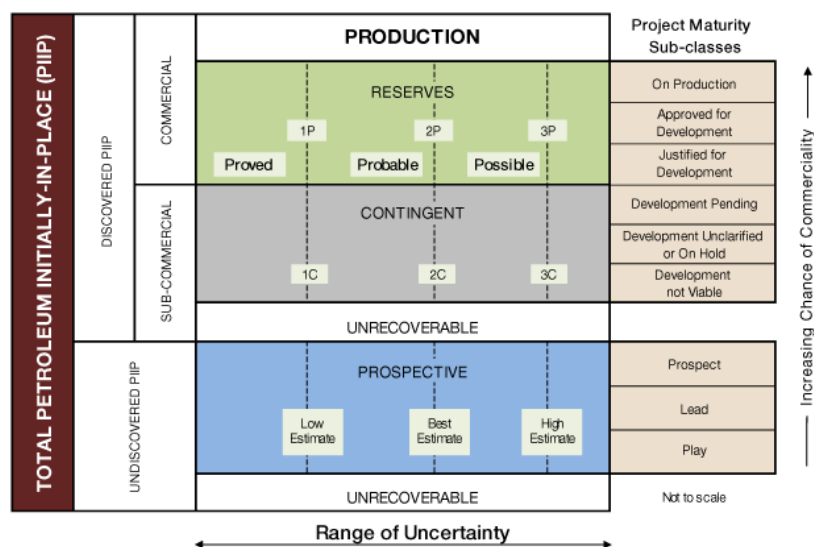 TOTAL PETROLEUM INITIALLY-IN-PLACE (PIIP)
DISCOVERED PIIP
UNDISCOVERED PIIP
COMMERCIAL
SUB-COMMERCIAL
PRODUCTION
RESERVES
1P
2P
3P
Proved
Probable
Possible
CONTINGENT
1C
2C
3C
UNRECOVERABLE
PROSPECTIVE
Low
Estimate
Best
Estimate
High
Estimate
UNRECOVERABLE
Range of Uncertainty
Project Maturity
Sub-classes
On Production
Approved for
Development
Justified for
Development
Development Pending
Development Unclarified
or On Hold
Development
not Viable
Prospect
Lead
Play
Not to scale
Increasing Chance of Commerciality